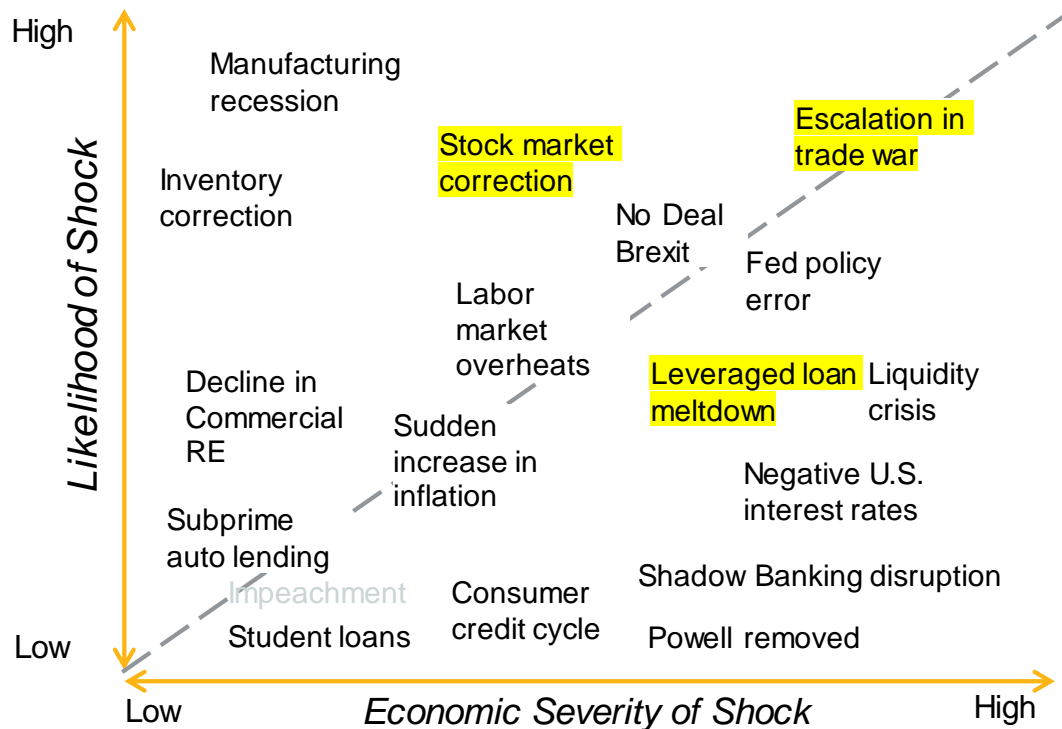 High
Manufacturing
recession
Escalation in
trade war
Stock market
correction
Inventory
correction
No Deal
Brexit
Fed policy
error
Labor
market
overheats
Likelihood of Shock
Decline in
Commercial
RE
Leveraged loan
meltdown
Liquidity
crisis
Sudden
increase in
inflation
Negative U.S.
interest rates
Subprime
auto lending
Impeachment
Student loans
Consumer
credit cycle
Shadow Banking disruption
Powell removed
Low
Low
Economic Severity of Shock
High